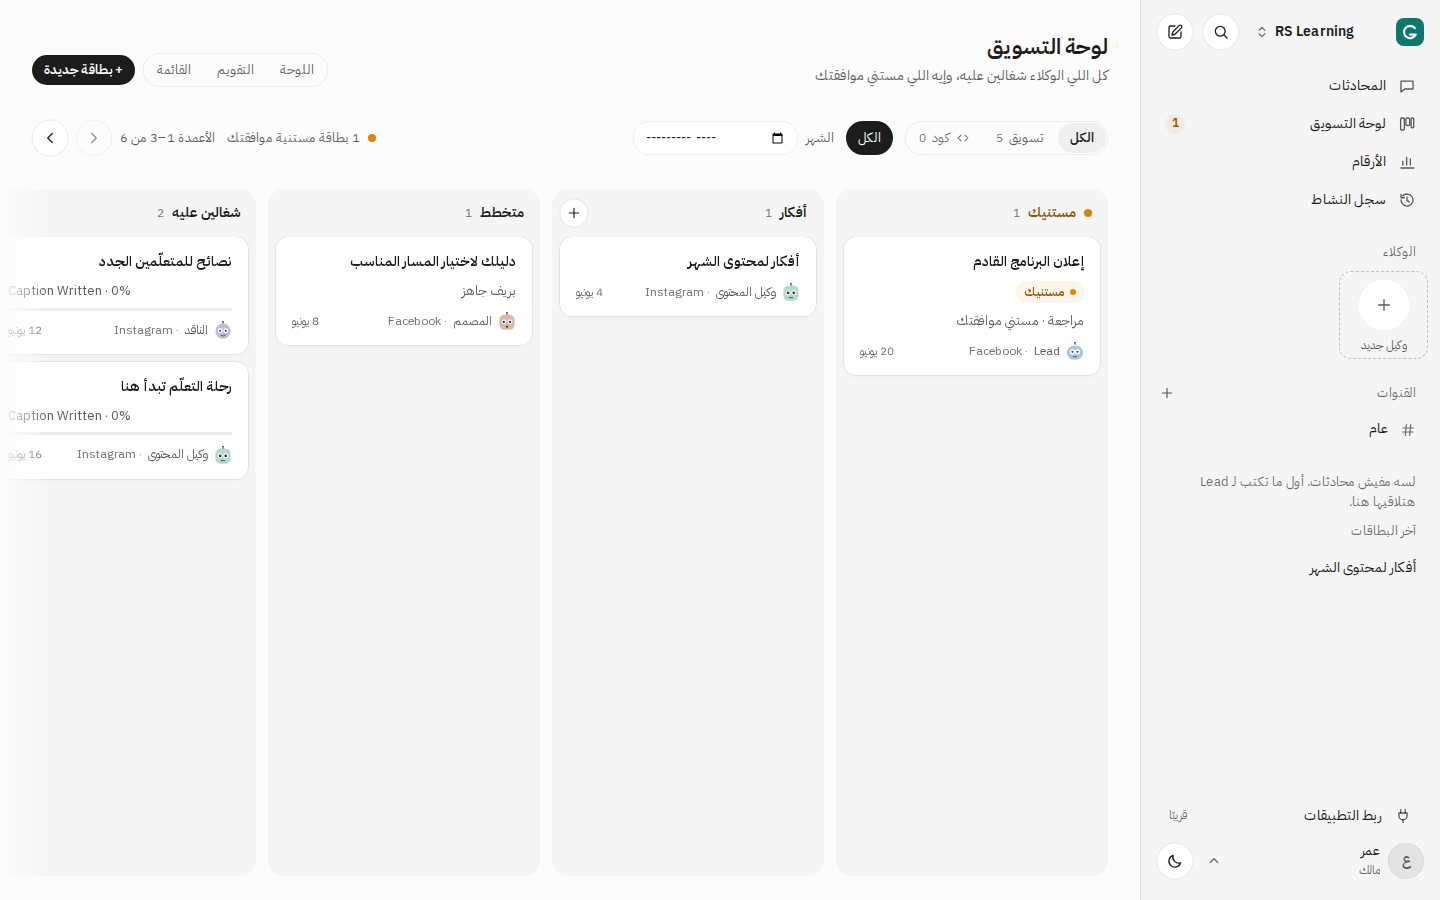 RS Learning
المحادثات
لوحة التسويق
1
الأرقام
سجل النشاط
الوكلاء
وكيل جديد
القنوات
عام
لسه مفيش محادثات. أول ما تكتب لـ Lead
هتلاقيها هنا.
آخر البطاقات
أفكار لمحتوى الشهر
ربط التطبيقات
قريبًا
ع
عمر
مالك
لوحة التسويق
كل اللي الوكلاء شغالين عليه، وإيه اللي مستني موافقتك
اللوحة
التقويم
القائمة
+ بطاقة جديدة
الكل
تسويق 5
كود 0
الكل
الشهر
--------- ----
1 بطاقة مستنية موافقتك
الأعمدة 1–3 من 6
مستنيك 1
إعلان البرنامج القادم
مستنيك
مراجعة · مستني موافقتك
Lead · Facebook
20 يونيو
أفكار 1
أفكار لمحتوى الشهر
وكيل المحتوى · Instagram
4 يونيو
متخطط 1
دليلك لاختيار المسار المناسب
بريف جاهز
المصمم · Facebook
8 يونيو
شغالين عليه 2
نصائح للمتعلّمين الجدد
Caption Written · 0%
الناقد · Instagram
12 يونيو
رحلة التعلّم تبدأ هنا
Caption Written · 0%
وكيل المحتوى · Instagram
16 يونيو